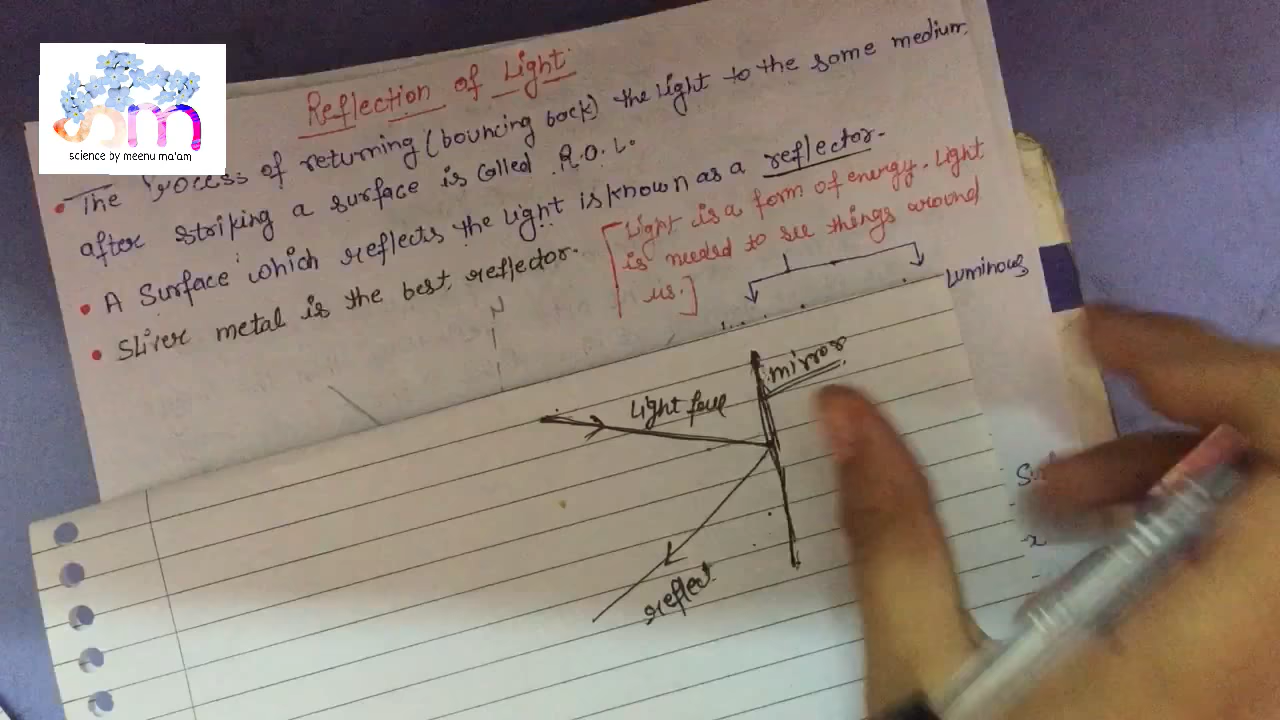 science by meenu ma'am
Reflection of Light
• The Process of returning (bouncing back) the Light to the same medium
after striking a surface is called R.O.L.
• A Surface which reflects the Light is known as a reflector.
• Sliver metal is the best reflector.
[Light is a form of energy. Light
is needed to see things around
us.]
Luminous
N
mirror
Light
reflect